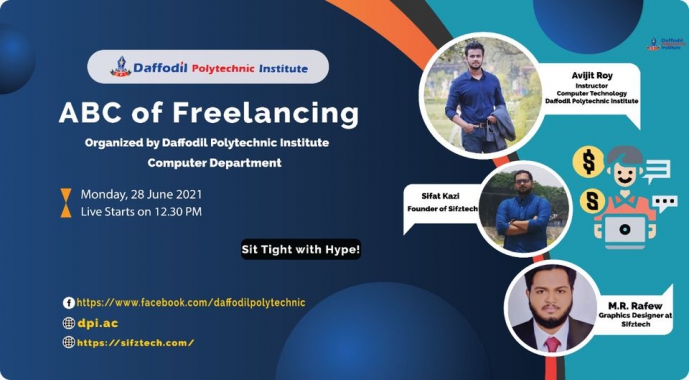 Daffodil Polytechnic Institute
ABC of Freelancing
Organized by Daffodil Polytechnic Institute
Computer Department
Monday, 28 June 2021
Live Starts on 12.30 PM
Sit Tight with Hype!
https://www.facebook.com/daffodilpolytechnic
dpi.ac
https://sifztech.com/
Daffodil
Polytechnic
Institute
Avijit Roy
Instructor
Computer Technology
Daffodil Polytechnic Institute
Sifat Kazi
Founder of Sifztech
M.R. Rafew
Graphics Designer at
Sifztech